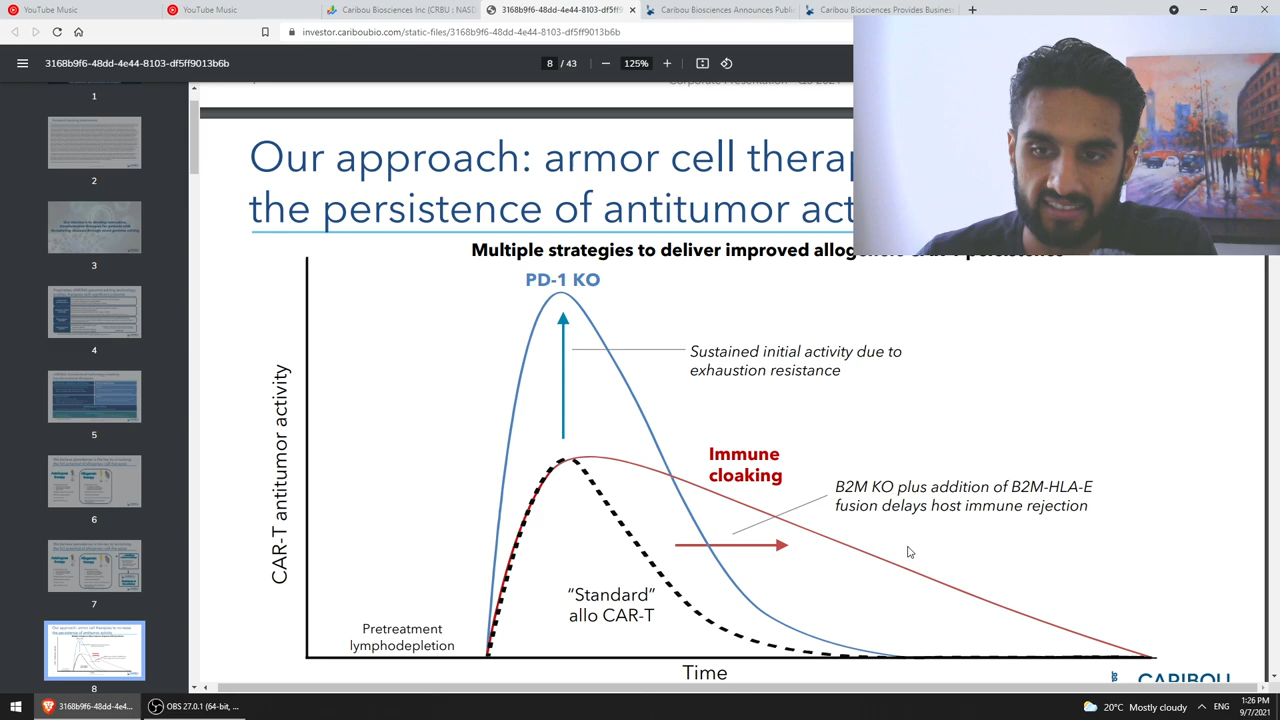 YouTube Music
YouTube Music
Caribou Biosciences Inc (CRBU : NASD
3168b9f6-48dd-4e44-8103-df5ff9
Caribou Biosciences Announces Publi
Caribou Biosciences Provides Busines
investor.cariboubio.com/static-files/3168b9f6-48dd-4e44-8103-df5ff9013b6b
3168b9f6-48dd-4e44-8103-df5ff9013b6b
8 / 43
125%
1
2
3
4
5
6
7
8
Our approach: armor cell therap
the persistence of antitumor act
Multiple strategies to deliver improved alloge
PD-1 KO
Sustained initial activity due to
exhaustion resistance
Immune
cloaking
B2M KO plus addition of B2M-HLA-E
fusion delays host immune rejection
CAR-T antitumor activity
"Standard"
allo CAR-T
Pretreatment
lymphodepletion
Time
CARIBOU
3168b9f6-48dd-4e4...
OBS 27.0.1 (64-bit, ...
20°C Mostly cloudy
ENG
1:26 PM
9/7/2021